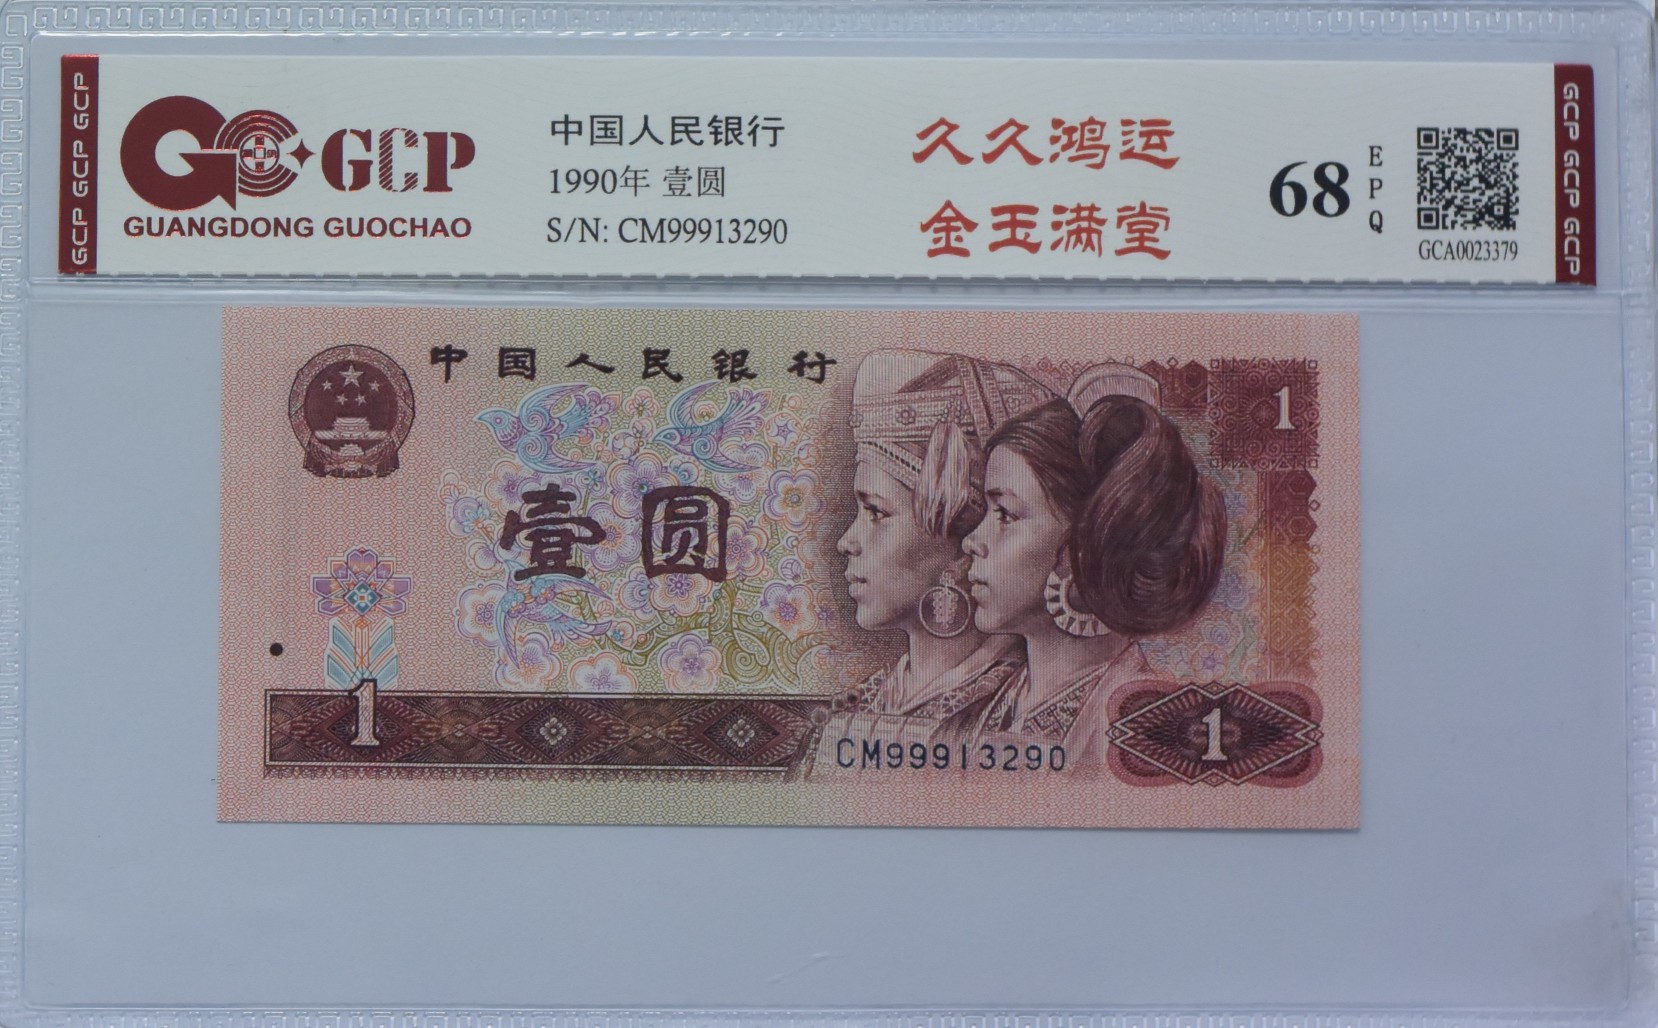 GCP GCP GCP
GCP
GUANGDONG GUOCHAO
中国人民银行
1990年 壹圆
S/N: CM99913290
久久鸿运
金玉满堂
68
EPQ
GCA0023379
GCP GCP GCP
中国人民银行
1
壹圆
1
CM99913290
1